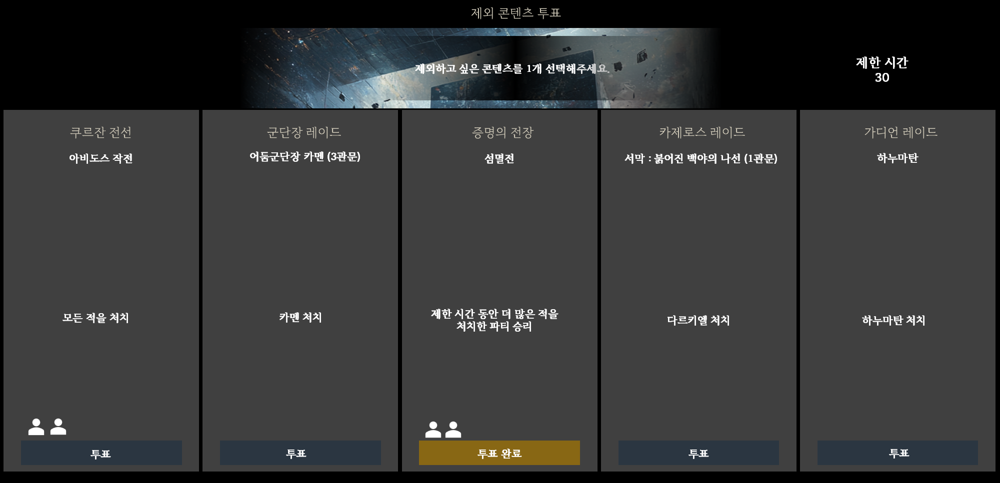 제외 콘텐츠 투표
제외하고 싶은 콘텐츠를 1개 선택해주세요.
제한 시간
30
쿠르잔 전선
아비도스 작전
모든 적을 처치
투표
군단장 레이드
어둠군단장 카멘 (3관문)
카멘 처치
투표
증명의 전장
섬멸전
제한 시간 동안 더 많은 적을
처치한 파티 승리
투표 완료
카제로스 레이드
서막 : 붉어진 백야의 나선 (1관문)
다르키엘 처치
투표
가디언 레이드
하누마탄
하누마탄 처치
투표